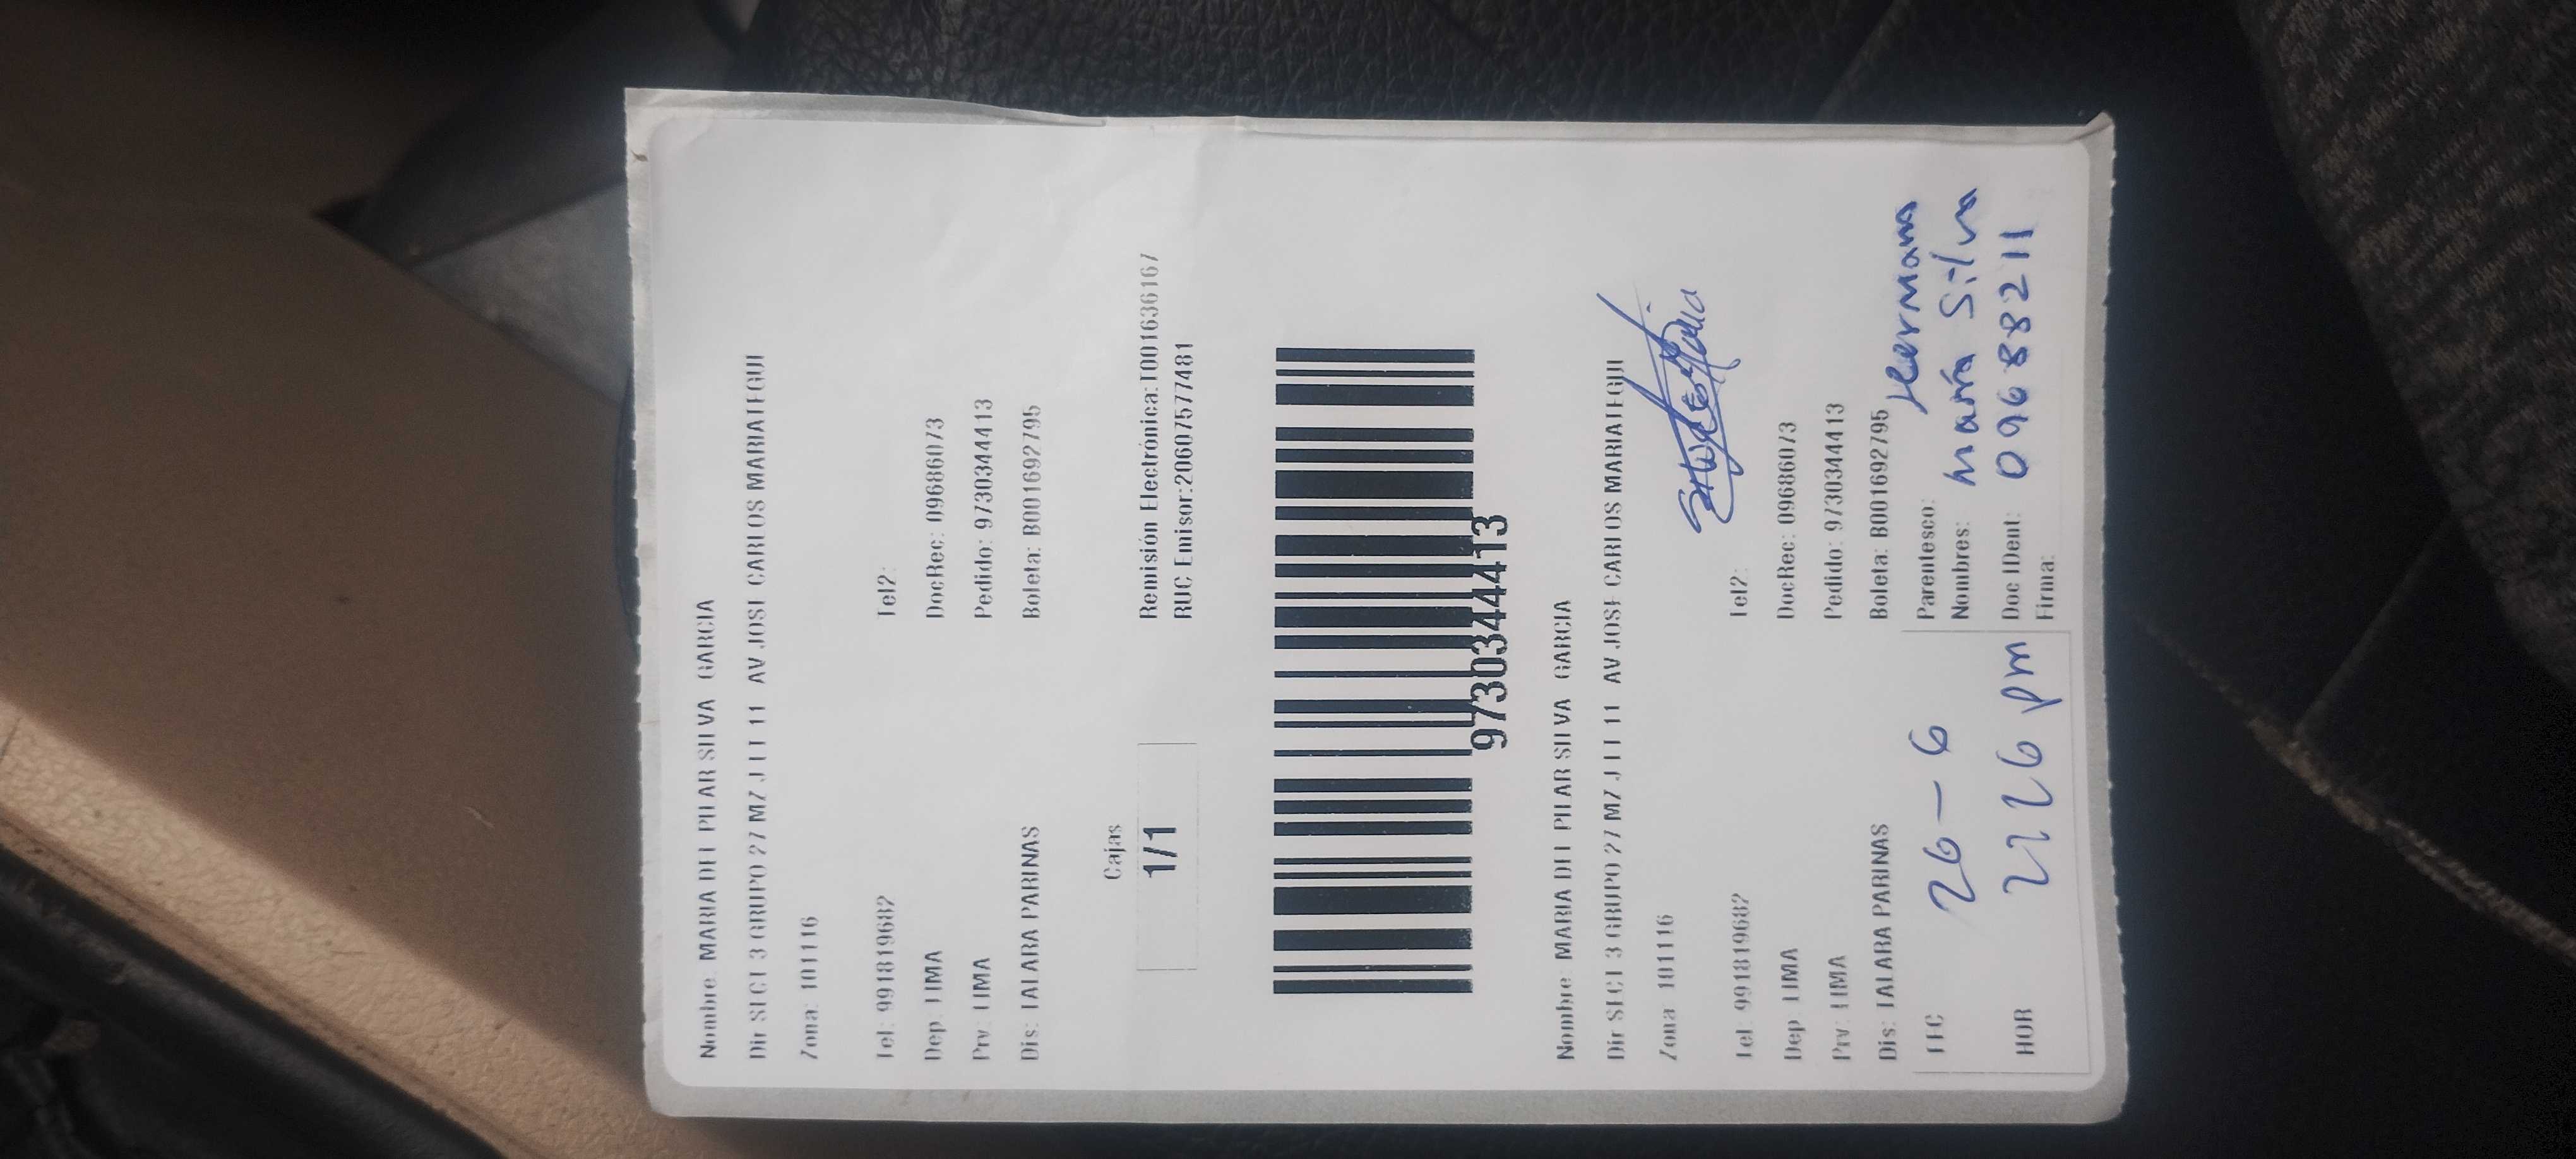 Nombre: MARIA DEL PILAR SILVA GARCIA
Dir SECT 3 GRUPO 27 MZ J LT 11 AV JOSE CARLOS MARIATEGUI
Zona: 101116
Tel: 991819682 Tel2:
Dep: LIMA DocRec: 09686073
Prv: LIMA Pedido: 9730344413
Dis: TALARA PARINAS Boleta: B001692795
Cajas
1/1
Remisión Electrónica:T001636167
RUC Emisor:20607577481
9730344413
Nombre: MARIA DEL PILAR SILVA GARCIA
Dir SECT 3 GRUPO 27 MZ J LT 11 AV JOSE CARLOS MARIATEGUI
Zona 101116
Tel: 991819682 Tel2:
Dep: LIMA DocRec: 09686073
Prv: LIMA Pedido: 9730344413
Dis: TALARA PARINAS Boleta: B001692795
FEC 26-6
Parentesco: Hermana
Nombres: María Silva
HOR 2126 pm
Doc IDent: 09688211
Firma: